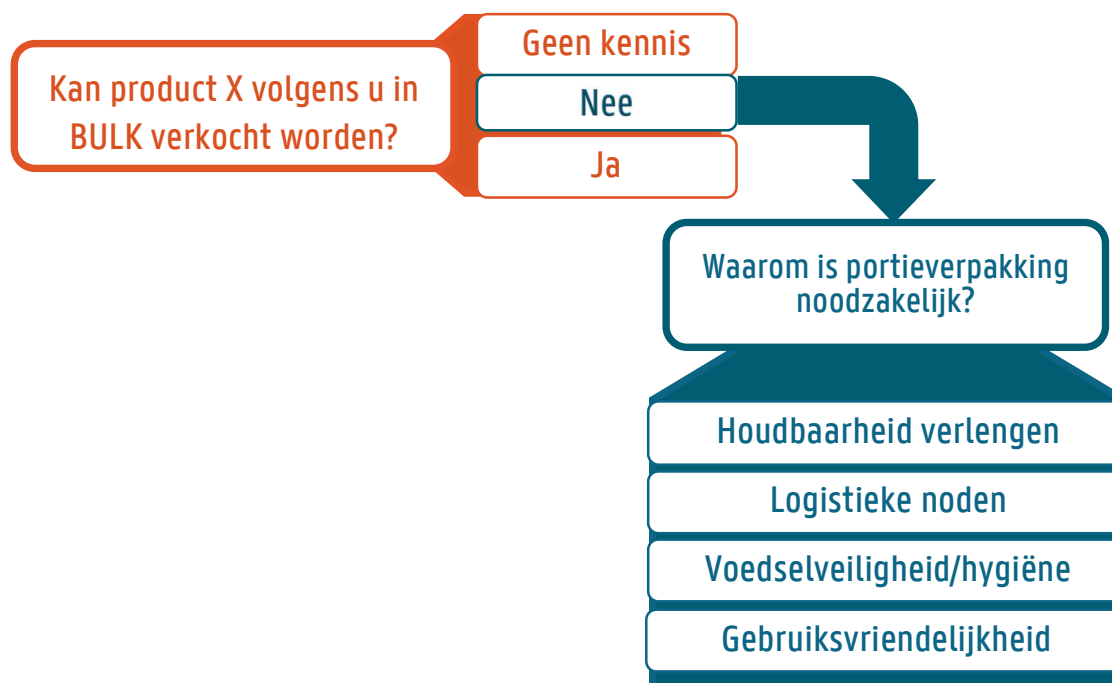 Kan product X volgens u in
BULK verkocht worden?
Geen kennis
Nee
Ja
Waarom is portieverpakking
noodzakelijk?
Houdbaarheid verlengen
Logistieke noden
Voedselveiligheid/hygiëne
Gebruiksvriendelijkheid